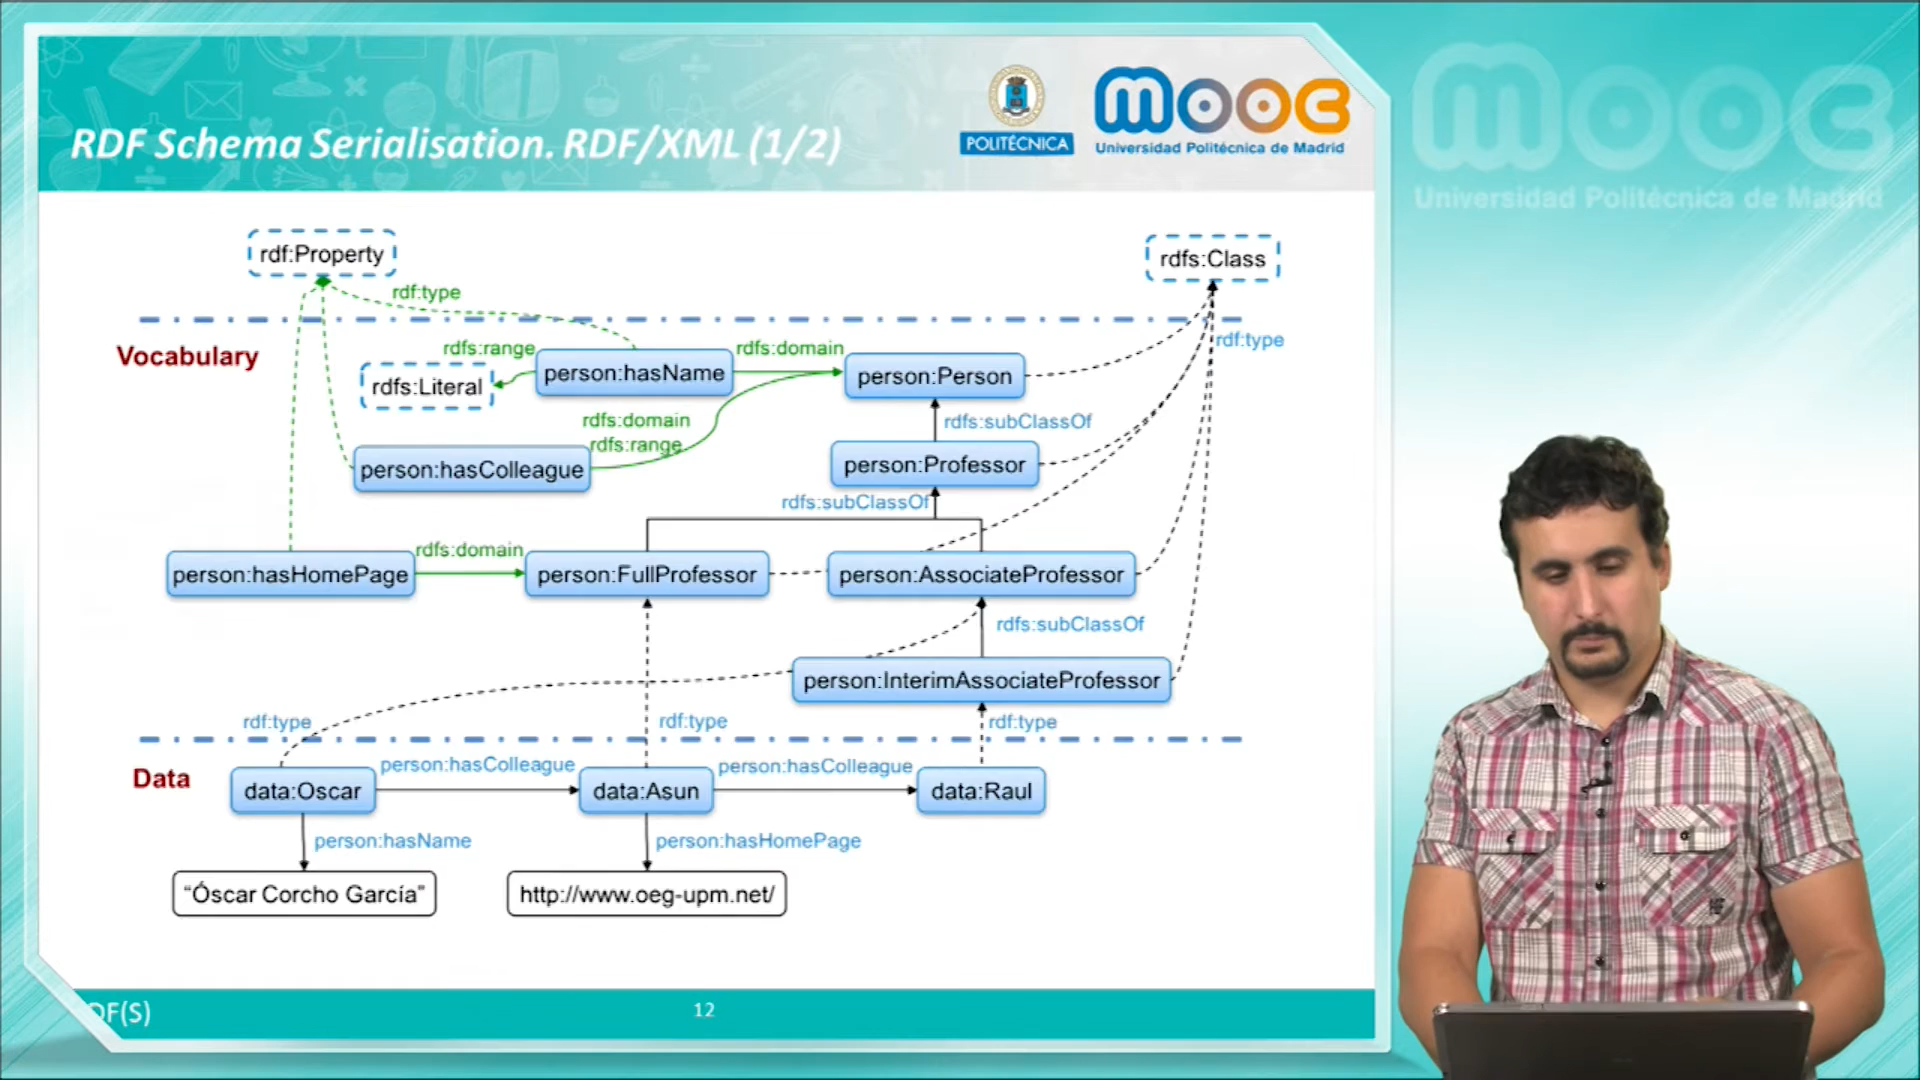 RDF Schema Serialisation. RDF/XML (1/2)
POLITÉCNICA
mooc
Universidad Politécnica de Madrid
mooc
Universidad Politécnica de Madrid
rdf:Property
rdfs:Class
rdf:type
rdf:type
Vocabulary
rdfs:range
rdfs:domain
rdfs:Literal
person:hasName
person:Person
rdfs:domain
rdfs:range
rdfs:subClassOf
person:hasColleague
person:Professor
rdfs:subClassOf
rdfs:domain
person:hasHomePage
person:FullProfessor
person:AssociateProfessor
rdfs:subClassOf
person:InterimAssociateProfessor
rdf:type
rdf:type
rdf:type
Data
person:hasColleague
person:hasColleague
data:Oscar
data:Asun
data:Raul
person:hasName
person:hasHomePage
“Óscar Corcho García”
http://www.oeg-upm.net/
DF(S)
12